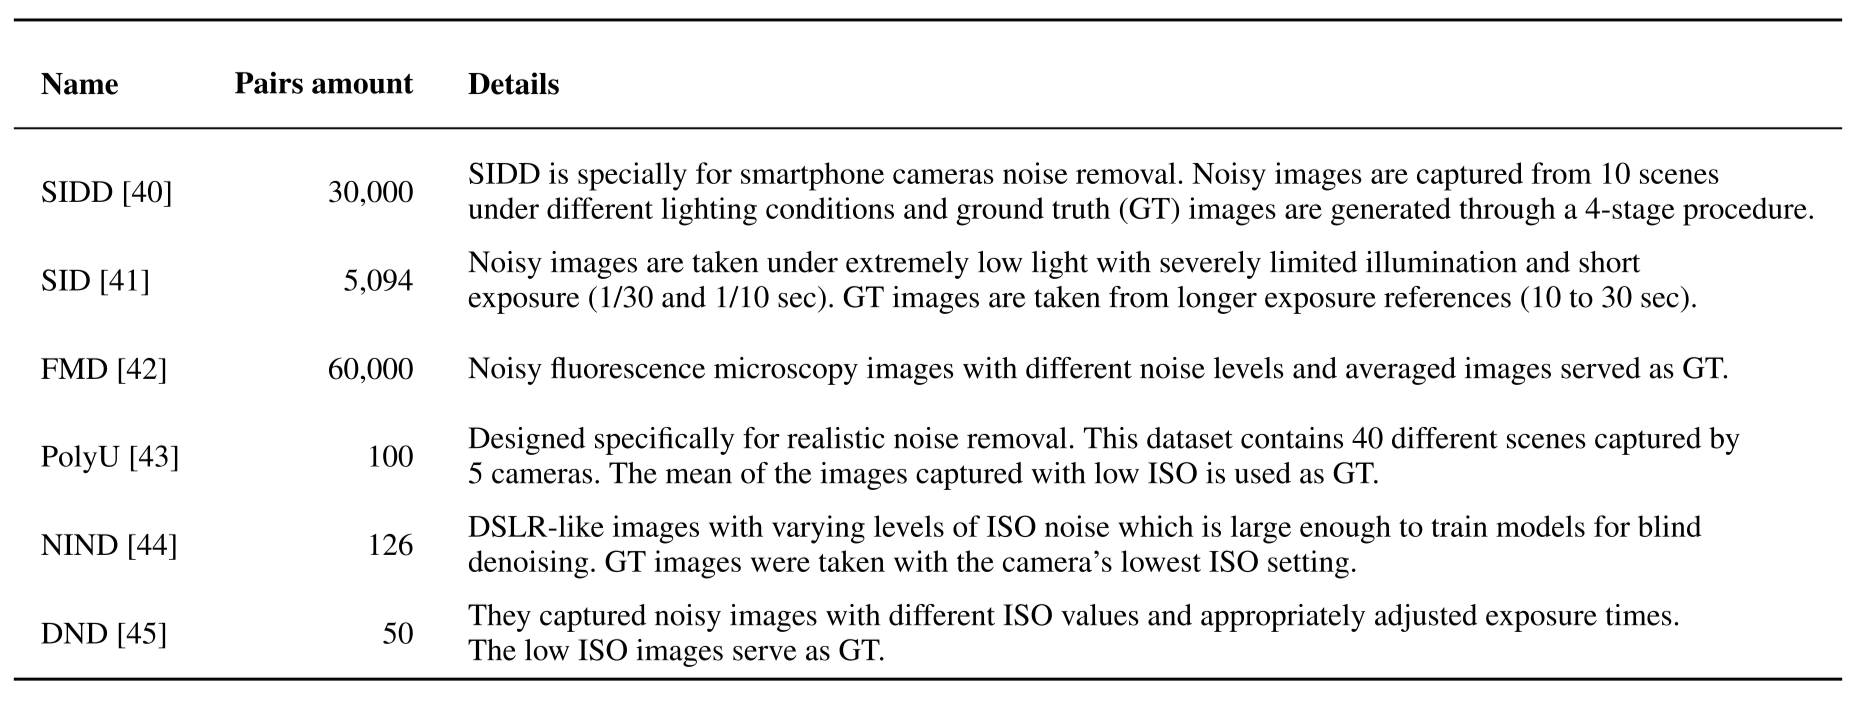 Name Pairs amount Details
SIDD [40] 30,000 SIDD is specially for smartphone cameras noise removal. Noisy images are captured from 10 scenes
under different lighting conditions and ground truth (GT) images are generated through a 4-stage procedure.
SID [41] 5,094 Noisy images are taken under extremely low light with severely limited illumination and short
exposure (1/30 and 1/10 sec). GT images are taken from longer exposure references (10 to 30 sec).
FMD [42] 60,000 Noisy fluorescence microscopy images with different noise levels and averaged images served as GT.
PolyU [43] 100 Designed specifically for realistic noise removal. This dataset contains 40 different scenes captured by
5 cameras. The mean of the images captured with low ISO is used as GT.
NIND [44] 126 DSLR-like images with varying levels of ISO noise which is large enough to train models for blind
denoising. GT images were taken with the camera's lowest ISO setting.
DND [45] 50 They captured noisy images with different ISO values and appropriately adjusted exposure times.
The low ISO images serve as GT.